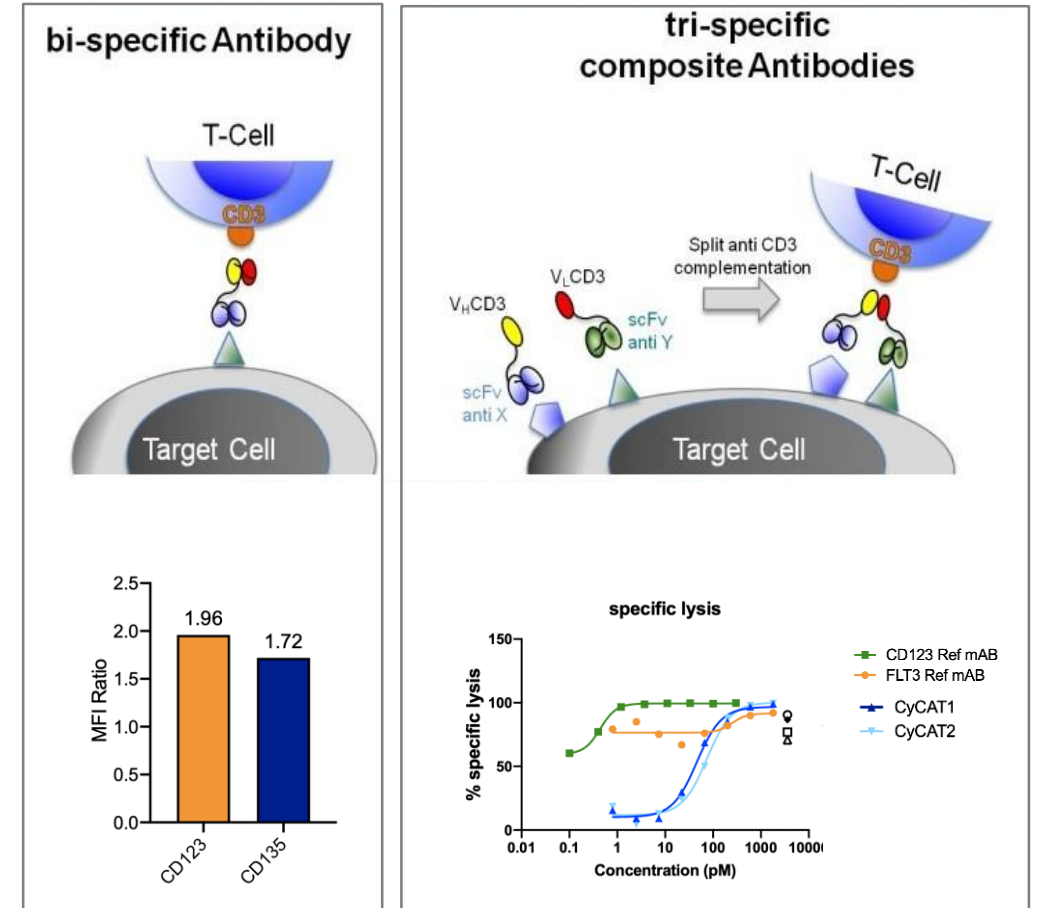 bi-specific Antibody
T-Cell
CD3
Target Cell
2.5
2.0
1.5
1.0
0.5
0.0
MFI Ratio
1.96
1.72
CD123
CD135
tri-specific
composite Antibodies
T-Cell
CD3
Split anti CD3
complementation
VLCD3
VHCD3
scFv
anti Y
scFv
anti X
Target Cell
specific lysis
150
100
50
0
% specific lysis
0.01
0.1
1
10
100
1000
10000
Concentration (pM)
CD123 Ref mAB
FLT3 Ref mAB
CyCAT1
CyCAT2